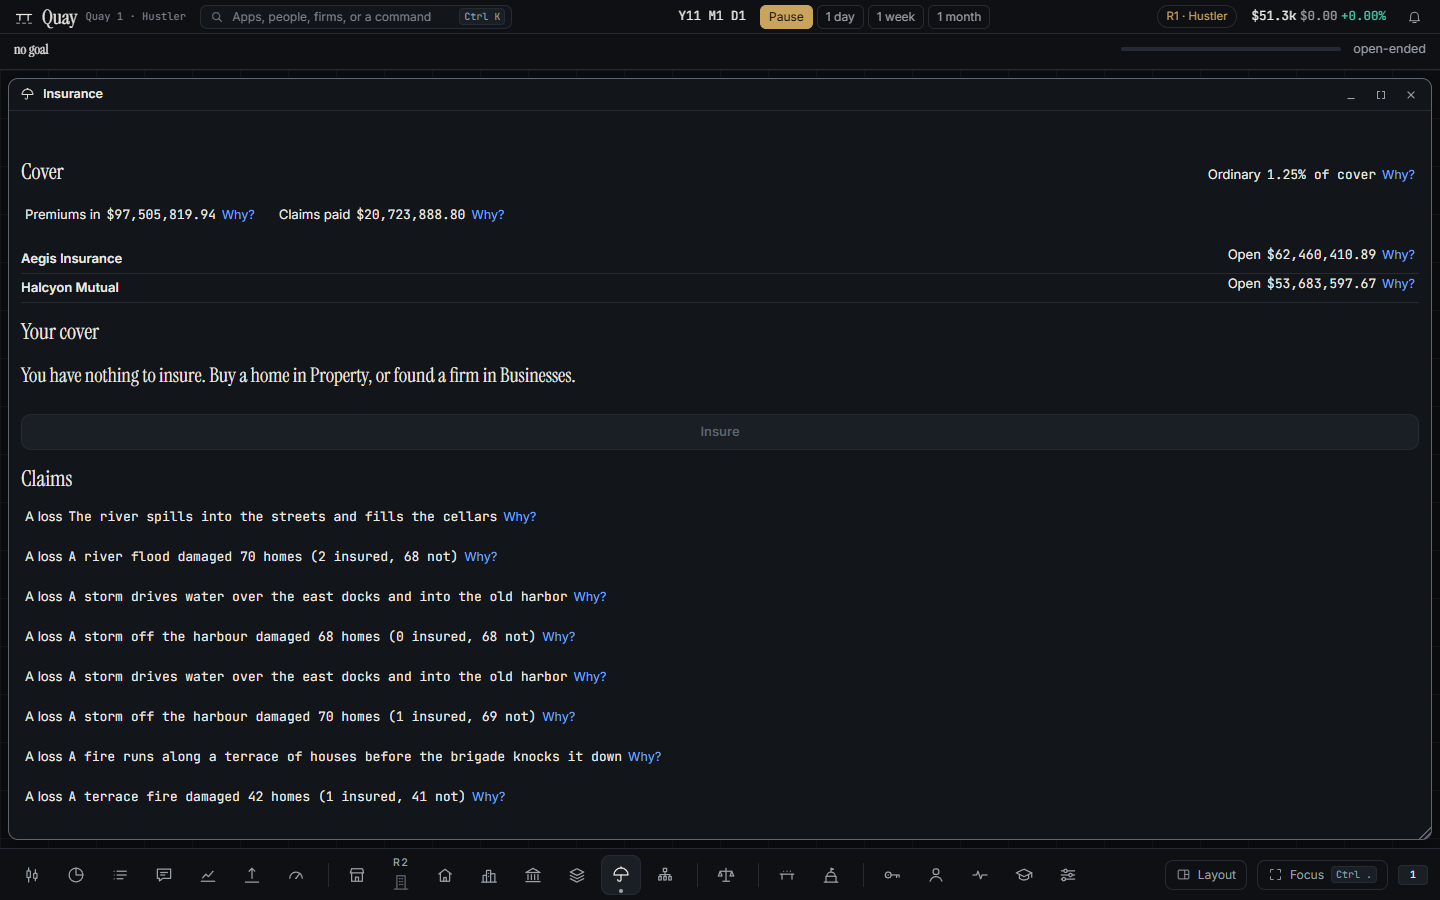 Quay Quay 1 · Hustler Apps, people, firms, or a command Ctrl K Y11 M1 D1 Pause 1 day 1 week 1 month R1 · Hustler $51.3k $0.00 +0.00%
no goal open-ended
Insurance
Cover Ordinary 1.25% of cover Why?
Premiums in $97,505,819.94 Why? Claims paid $20,723,888.80 Why?
Aegis Insurance Open $62,460,410.89 Why?
Halcyon Mutual Open $53,683,597.67 Why?
Your cover
You have nothing to insure. Buy a home in Property, or found a firm in Businesses.
Insure
Claims
A loss The river spills into the streets and fills the cellars Why?
A loss A river flood damaged 70 homes (2 insured, 68 not) Why?
A loss A storm drives water over the east docks and into the old harbor Why?
A loss A storm off the harbour damaged 68 homes (0 insured, 68 not) Why?
A loss A storm drives water over the east docks and into the old harbor Why?
A loss A storm off the harbour damaged 70 homes (1 insured, 69 not) Why?
A loss A fire runs along a terrace of houses before the brigade knocks it down Why?
A loss A terrace fire damaged 42 homes (1 insured, 41 not) Why?
R2
Layout Focus Ctrl . 1